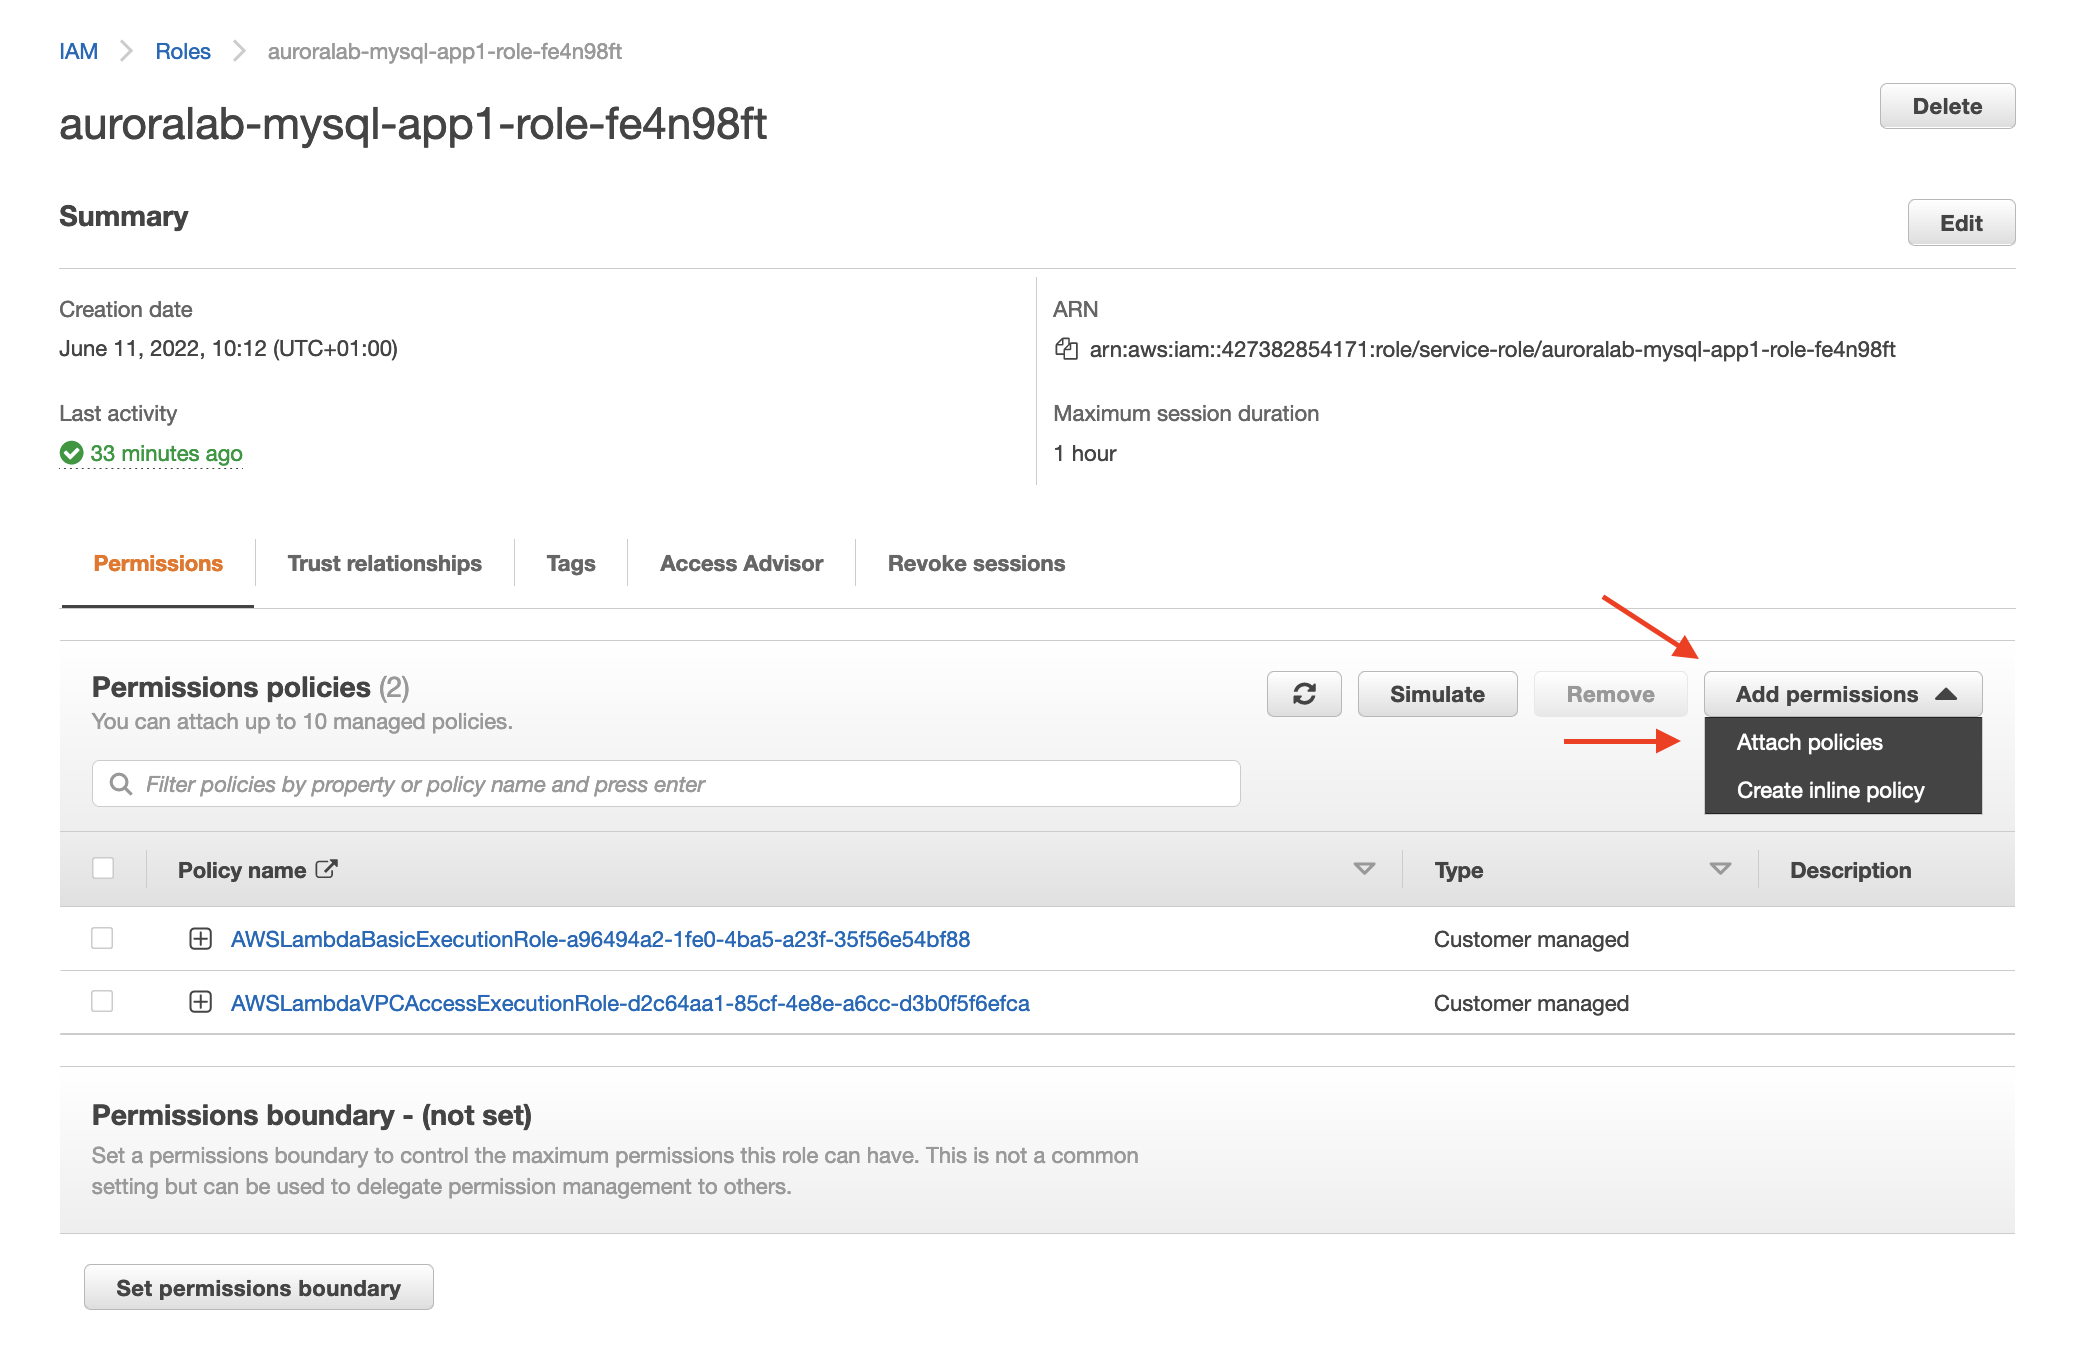 IAM > Roles > auroralab-mysql-app1-role-fe4n98ft
auroralab-mysql-app1-role-fe4n98ft
Delete
Summary
Edit
Creation date
June 11, 2022, 10:12 (UTC+01:00)
ARN
arn:aws:iam::427382854171:role/service-role/auroralab-mysql-app1-role-fe4n98ft
Last activity
33 minutes ago
Maximum session duration
1 hour
Permissions
Trust relationships
Tags
Access Advisor
Revoke sessions
Permissions policies (2)
You can attach up to 10 managed policies.
Simulate
Remove
Add permissions
Attach policies
Create inline policy
Filter policies by property or policy name and press enter
Policy name
Type
Description
AWSLambdaBasicExecutionRole-a96494a2-1fe0-4ba5-a23f-35f56e54bf88
Customer managed
AWSLambdaVPCAccessExecutionRole-d2c64aa1-85cf-4e8e-a6cc-d3b0f5f6efca
Customer managed
Permissions boundary - (not set)
Set a permissions boundary to control the maximum permissions this role can have. This is not a common
setting but can be used to delegate permission management to others.
Set permissions boundary